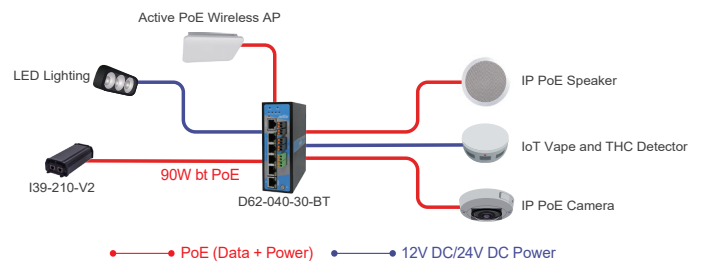 Active PoE Wireless AP
LED Lighting
IP PoE Speaker
IoT Vape and THC Detector
90W bt PoE
I39-210-V2
D62-040-30-BT
IP PoE Camera
PoE (Data + Power)
12V DC/24V DC Power